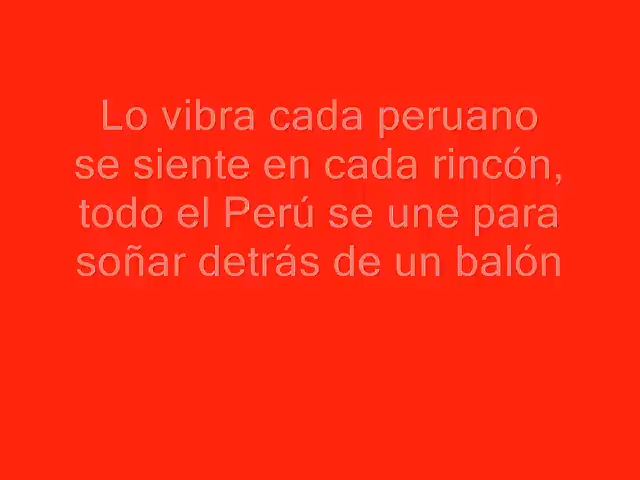 Lo vibra cada peruano
se siente en cada rincón,
todo el Perú se une para
soñar detrás de un balón